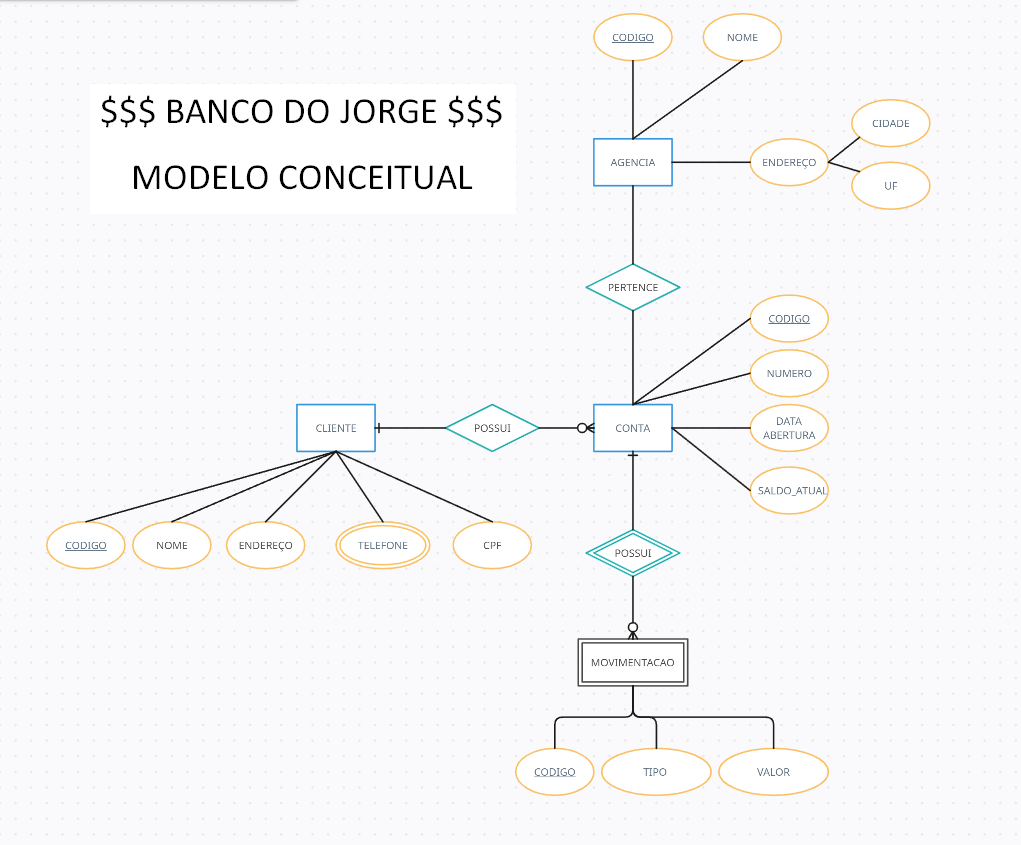 CODIGO
NOME
$$$ BANCO DO JORGE $$$
MODELO CONCEITUAL
CIDADE
AGENCIA
ENDEREÇO
UF
PERTENCE
CODIGO
NUMERO
CLIENTE
POSSUI
CONTA
DATA
ABERTURA
SALDO_ATUAL
CODIGO
NOME
ENDEREÇO
TELEFONE
CPF
POSSUI
MOVIMENTACAO
CODIGO
TIPO
VALOR